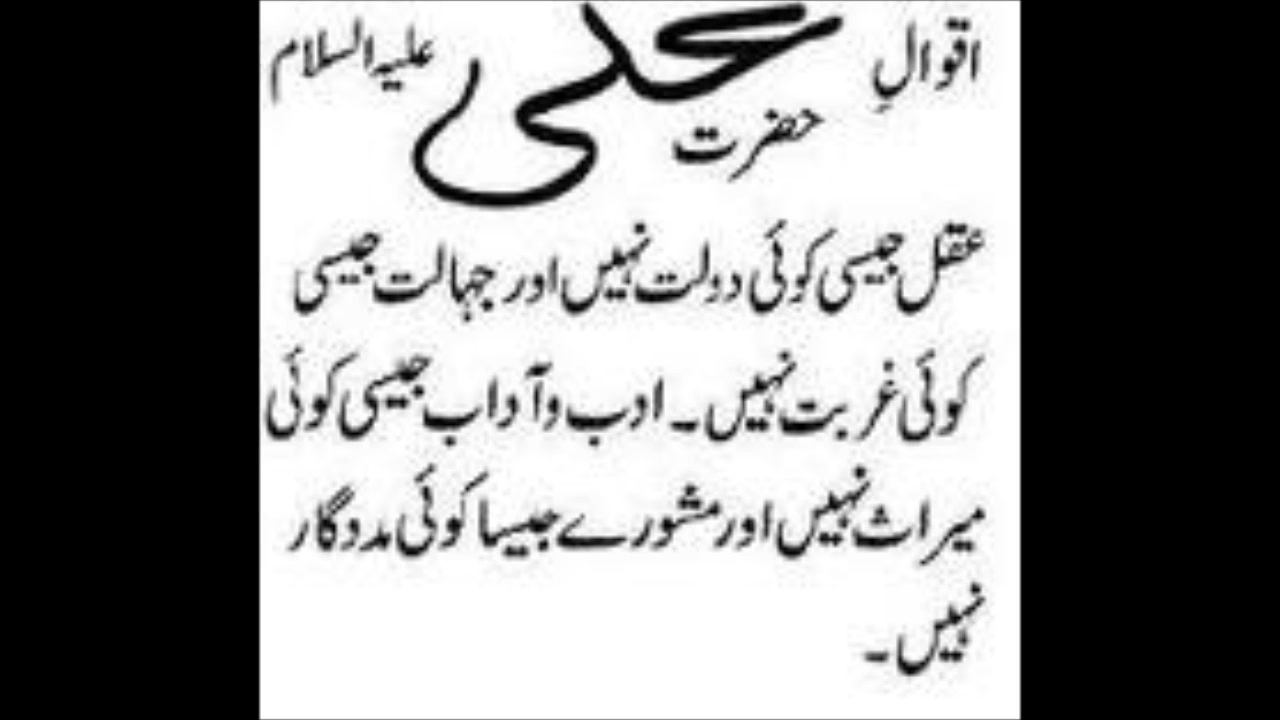 اقوالِ حضرت علی علیہ السلام
عقل جیسی کوئی دولت نہیں اور جہالت جیسی
کوئی غربت نہیں۔ ادب و آداب جیسی کوئی
میراث نہیں اور مشورے جیسا کوئی مددگار
نہیں۔